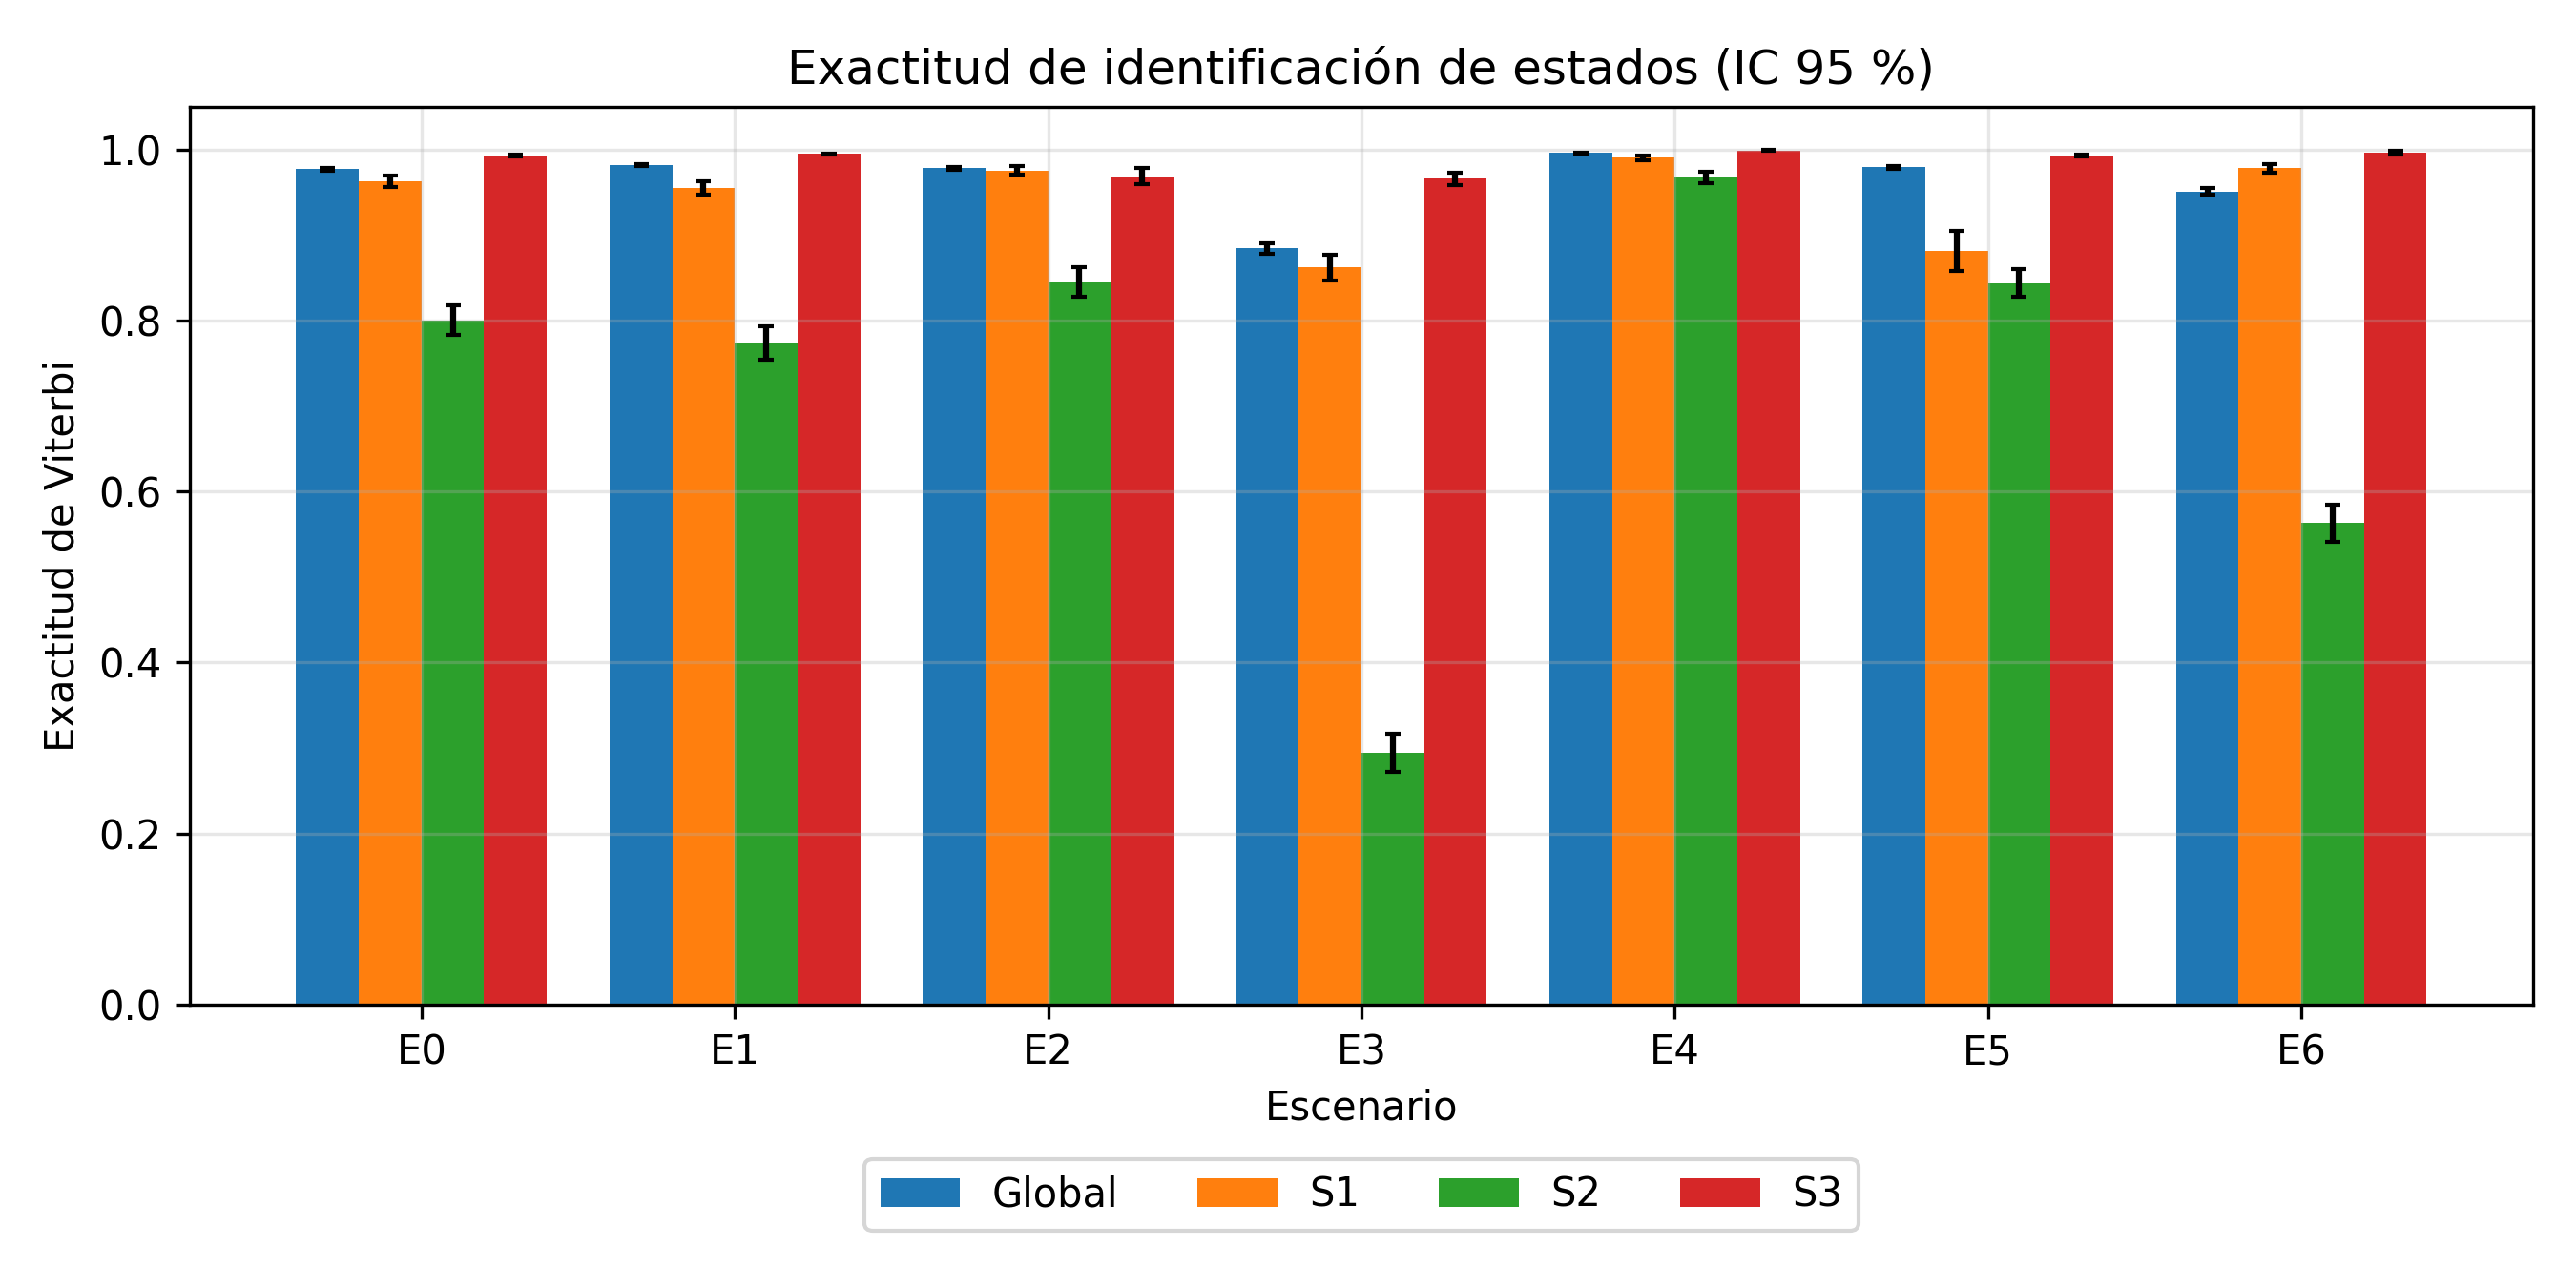 Exactitud de identificación de estados (IC 95 %)
Exactitud de Viterbi
1.0
0.8
0.6
0.4
0.2
0.0
E0 E1 E2 E3 E4 E5 E6
Escenario
Global S1 S2 S3